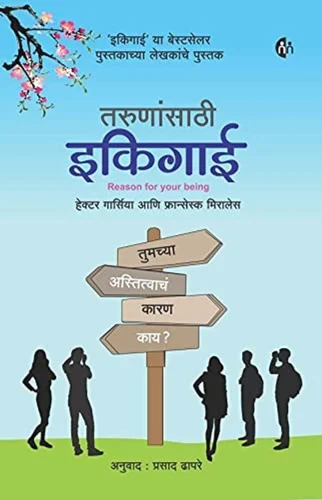 'इकिगाई' या बेस्टसेलर
पुस्तकाच्या लेखकांचे पुस्तक
तरुणांसाठी
इकिगाई
Reason for your being
हेक्टर गार्सिया आणि फ्रान्सेस्क मिरालेस
तुमच्या
अस्तित्वाचं
कारण
काय?
अनुवाद : प्रसाद ढापरे